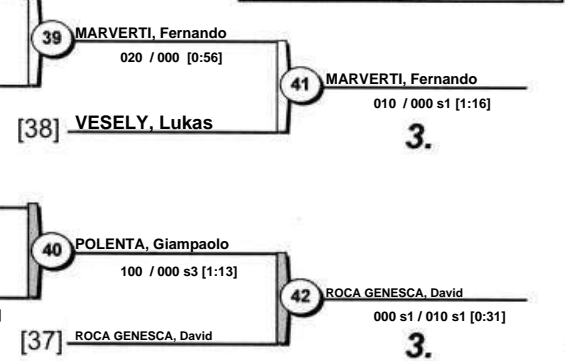 39
MARVERTI, Fernando
020 / 000 [0:56]
41
MARVERTI, Fernando
010 / 000 s1 [1:16]
[38]
VESELY, Lukas
3.
40
POLENTA, Giampaolo
100 / 000 s3 [1:13]
42
ROCA GENESCA, David
000 s1 / 010 s1 [0:31]
[37]
ROCA GENESCA, David
3.